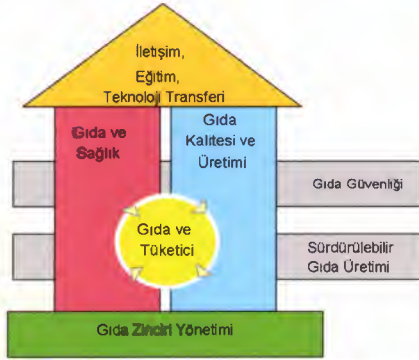 İletişim,
Eğitim,
Teknoloji Transferi
Gıda ve
Sağlık
Gıda
Kalitesi ve
Üretimi
Gıda Güvenliği
Gıda ve
Tüketici
Sürdürülebilir
Gıda Üretimi
Gıda Zinciri Yönetimi